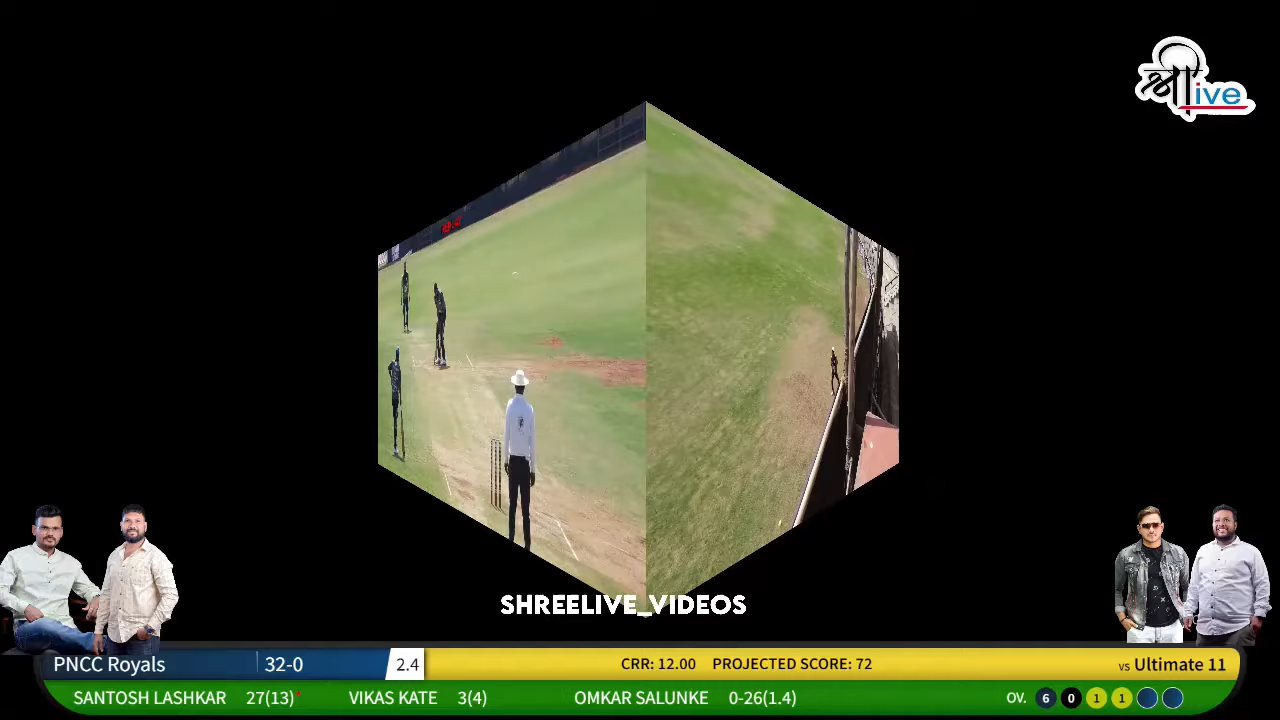 श्री live
SHREELIVE_VIDEOS
PNCC Royals 32-0 2.4 CRR: 12.00 PROJECTED SCORE: 72 vs Ultimate 11
SANTOSH LASHKAR 27(13)* VIKAS KATE 3(4) OMKAR SALUNKE 0-26(1.4) OV. 6 0 1 1